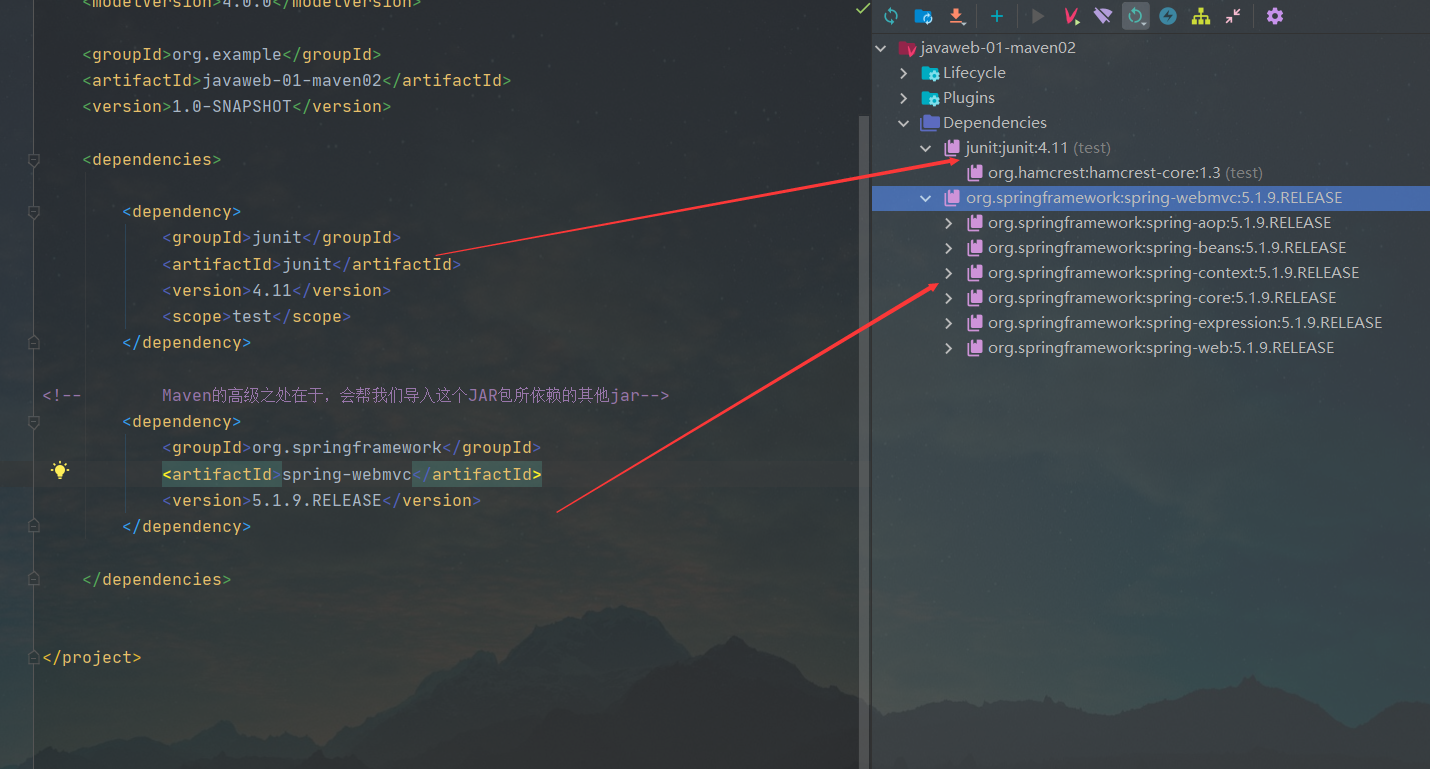 <modelVersion>4.0.0</modelVersion>
<groupId>org.example</groupId>
<artifactId>javaweb-01-maven02</artifactId>
<version>1.0-SNAPSHOT</version>
<dependencies>
<dependency>
<groupId>junit</groupId>
<artifactId>junit</artifactId>
<version>4.11</version>
<scope>test</scope>
</dependency>
<!-- Maven的高级之处在于，会帮我们导入这个JAR包所依赖的其他jar-->
<dependency>
<groupId>org.springframework</groupId>
<artifactId>spring-webmvc</artifactId>
<version>5.1.9.RELEASE</version>
</dependency>
</dependencies>
</project>
javaweb-01-maven02
Lifecycle
Plugins
Dependencies
junit:junit:4.11 (test)
org.hamcrest:hamcrest-core:1.3 (test)
org.springframework:spring-webmvc:5.1.9.RELEASE
org.springframework:spring-aop:5.1.9.RELEASE
org.springframework:spring-beans:5.1.9.RELEASE
org.springframework:spring-context:5.1.9.RELEASE
org.springframework:spring-core:5.1.9.RELEASE
org.springframework:spring-expression:5.1.9.RELEASE
org.springframework:spring-web:5.1.9.RELEASE